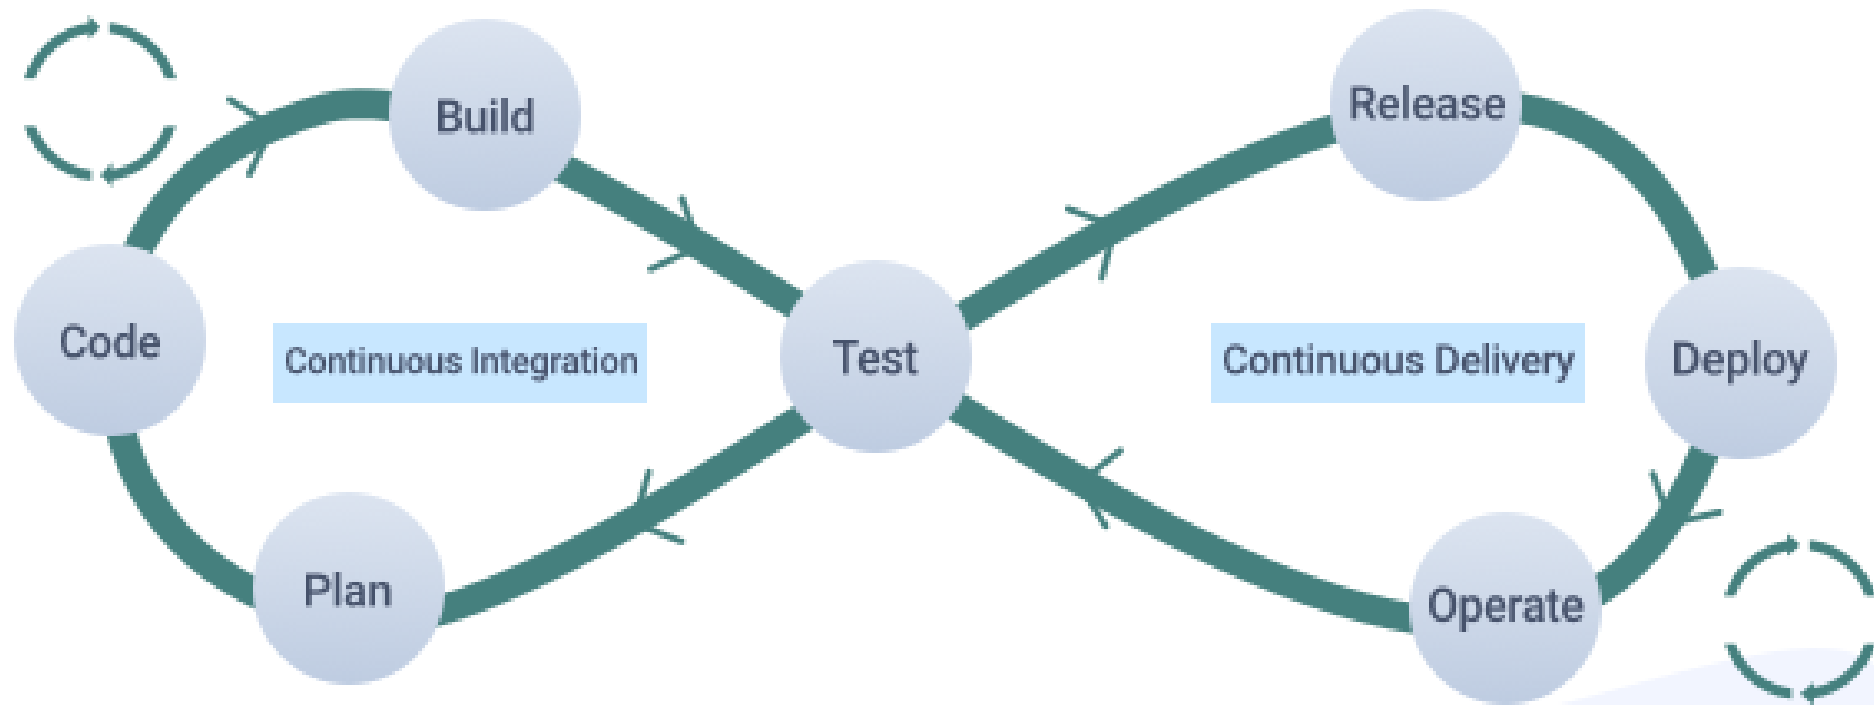 Build
Release
Code
Continuous Integration
Test
Continuous Delivery
Deploy
Plan
Operate